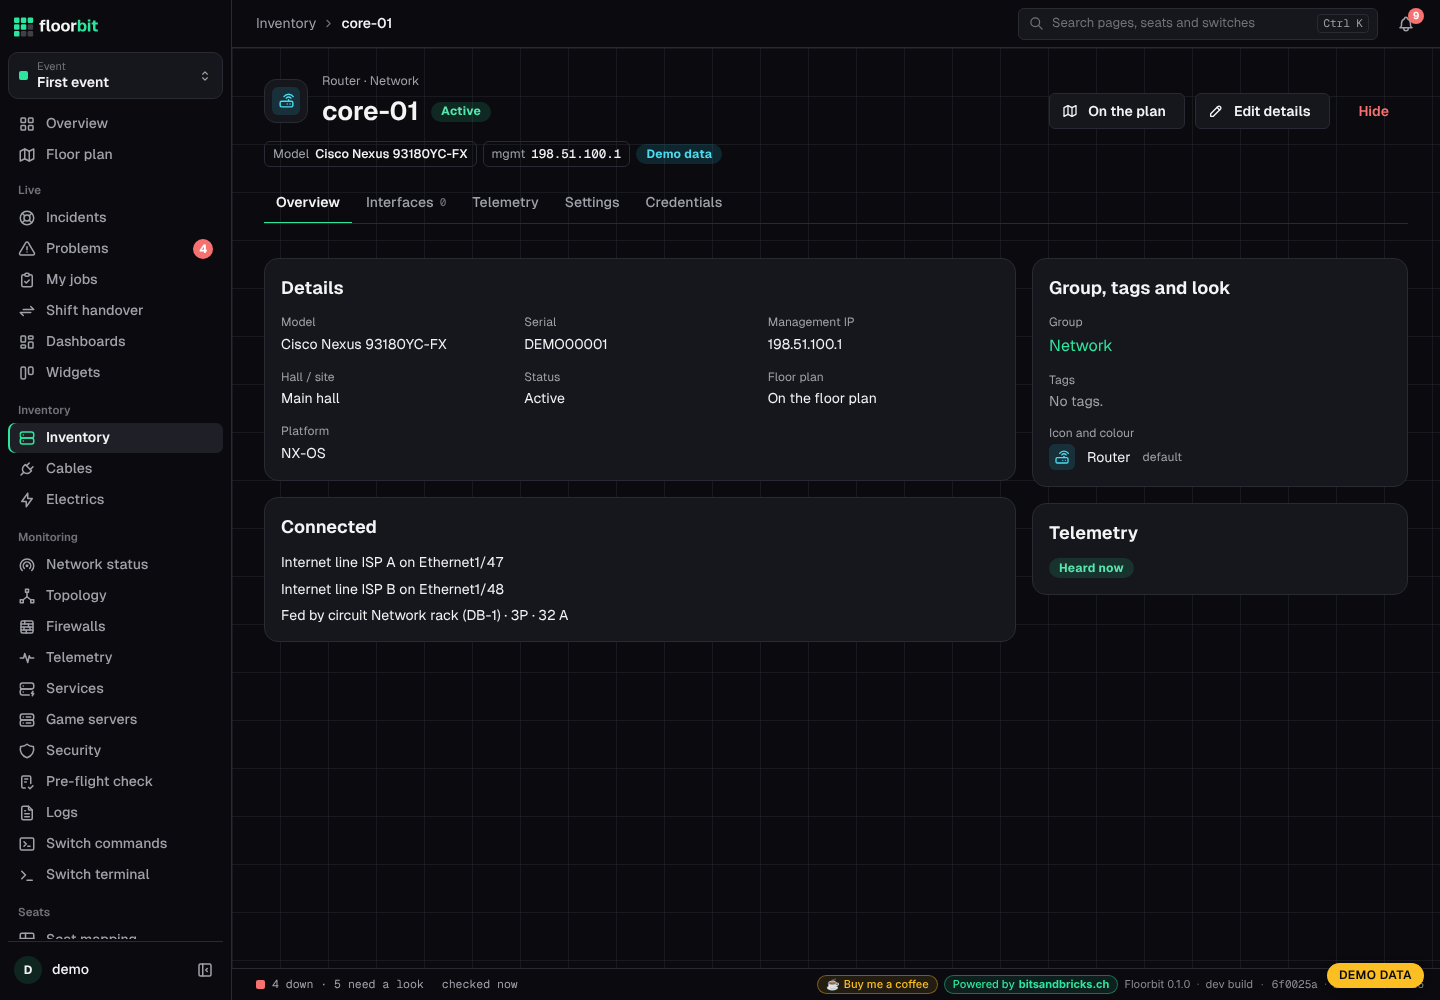 floorbit
Event
First event
Overview
Floor plan
Live
Incidents
Problems 4
My jobs
Shift handover
Dashboards
Widgets
Inventory
Inventory
Cables
Electrics
Monitoring
Network status
Topology
Firewalls
Telemetry
Services
Game servers
Security
Pre-flight check
Logs
Switch commands
Switch terminal
Seats
Seat mapping
D demo
Inventory > core-01
Search pages, seats and switches Ctrl K
9
Router · Network
core-01 Active
On the plan Edit details Hide
Model Cisco Nexus 93180YC-FX mgmt 198.51.100.1 Demo data
Overview Interfaces 0 Telemetry Settings Credentials
Details
Model Serial Management IP
Cisco Nexus 93180YC-FX DEMO00001 198.51.100.1
Hall / site Status Floor plan
Main hall Active On the floor plan
Platform
NX-OS
Connected
Internet line ISP A on Ethernet1/47
Internet line ISP B on Ethernet1/48
Fed by circuit Network rack (DB-1) · 3P · 32 A
Group, tags and look
Group
Network
Tags
No tags.
Icon and colour
Router default
Telemetry
Heard now
4 down · 5 need a look checked now
Buy me a coffee Powered by bitsandbricks.ch Floorbit 0.1.0 · dev build · 6f0025a ·
DEMO DATA